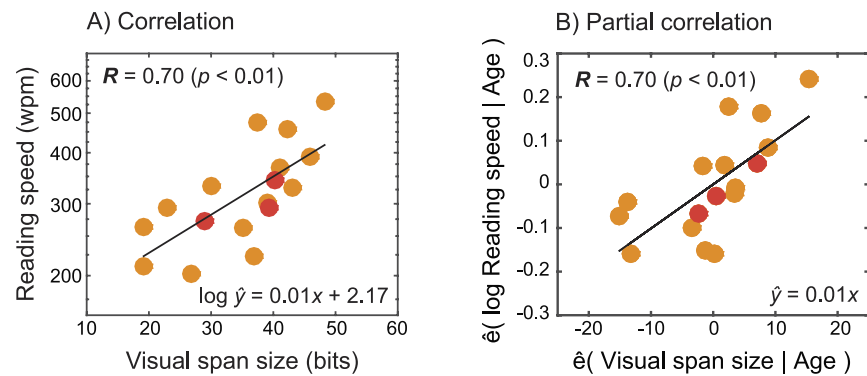 A) Correlation
R = 0.70 (p < 0.01)
Reading speed (wpm)
600
500
400
300
200
log ŷ = 0.01x + 2.17
10 20 30 40 50 60
Visual span size (bits)
B) Partial correlation
R = 0.70 (p < 0.01)
ê( log Reading speed | Age )
0.3
0.2
0.1
0
-0.1
-0.2
-0.3
ŷ = 0.01x
-20 -10 0 10 20
ê( Visual span size | Age )